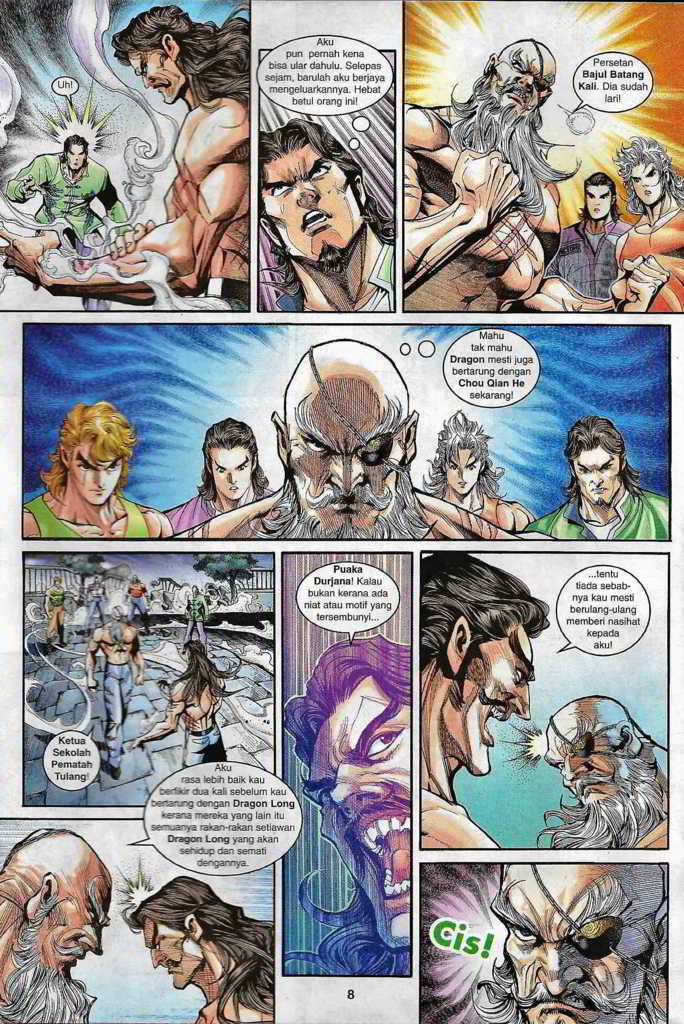 Uh!
Aku
pun pernah kena
bisa ular dahulu. Selepas
sejam, barulah aku berjaya
mengeluarkannya. Hebat
betul orang ini!
Persetan
Bajul Batang
Kali. Dia sudah
lari!
Mahu
tak mahu
Dragon mesti juga
bertarung dengan
Chou Qian He
sekarang!
Ketua
Sekolah
Pematah
Tulang!
Aku
rasa lebih baik kau
berfikir dua kali sebelum kau
bertarung dengan Dragon Long
kerana mereka yang lain itu
semuanya rakan-rakan setiawan
Dragon Long yang akan
sehidup dan semati
dengannya.
Puaka
Durjana! Kalau
bukan kerana ada
niat atau motif yang
tersembunyi...
...tentu
tiada sebab-
nya kau mesti
berulang-ulang
memberi nasihat
kepada
aku!
Cis!
8